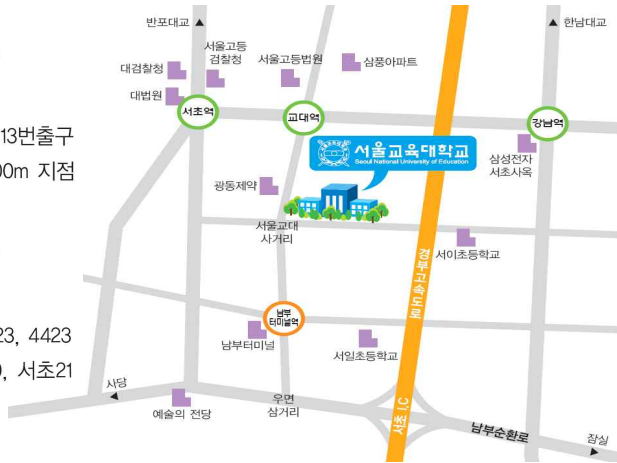 반포대교
한남대교
서울고등
검찰청
서울고등법원
삼풍아파트
대검찰청
대법원
서초역
교대역
강남역
13번출구
00m 지점
서울교육대학교
Seoul National University of Education
삼성전자
서초사옥
광동제약
서울교대
사거리
서이초등학교
경부고속도로
남부
터미널역
23, 4423
남부터미널
서일초등학교
서초21
사당
예술의 전당
우면
삼거리
서초 I.C
남부순환로
잠실